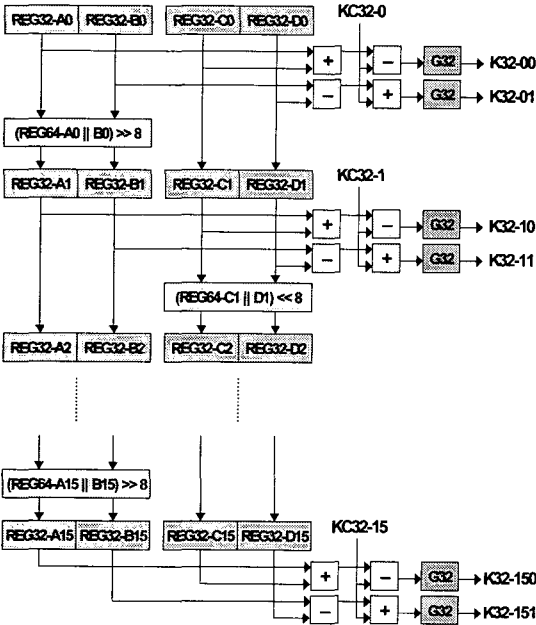 REG32-A0 REG32-B0 REG32-C0 REG32-D0 KC32-0
+ − G32 K32-00
− + G32 K32-01
(REG64-A0 || B0) >> 8
REG32-A1 REG32-B1 REG32-C1 REG32-D1 KC32-1
+ − G32 K32-10
− + G32 K32-11
(REG64-C1 || D1) << 8
REG32-A2 REG32-B2 REG32-C2 REG32-D2
(REG64-A15 || B15) >> 8
REG32-A15 REG32-B15 REG32-C15 REG32-D15 KC32-15
+ − G32 K32-150
− + G32 K32-151